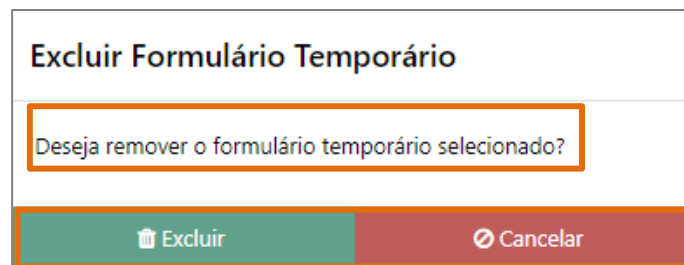 Excluir Formulário Temporário
Deseja remover o formulário temporário selecionado?
Excluir
Cancelar